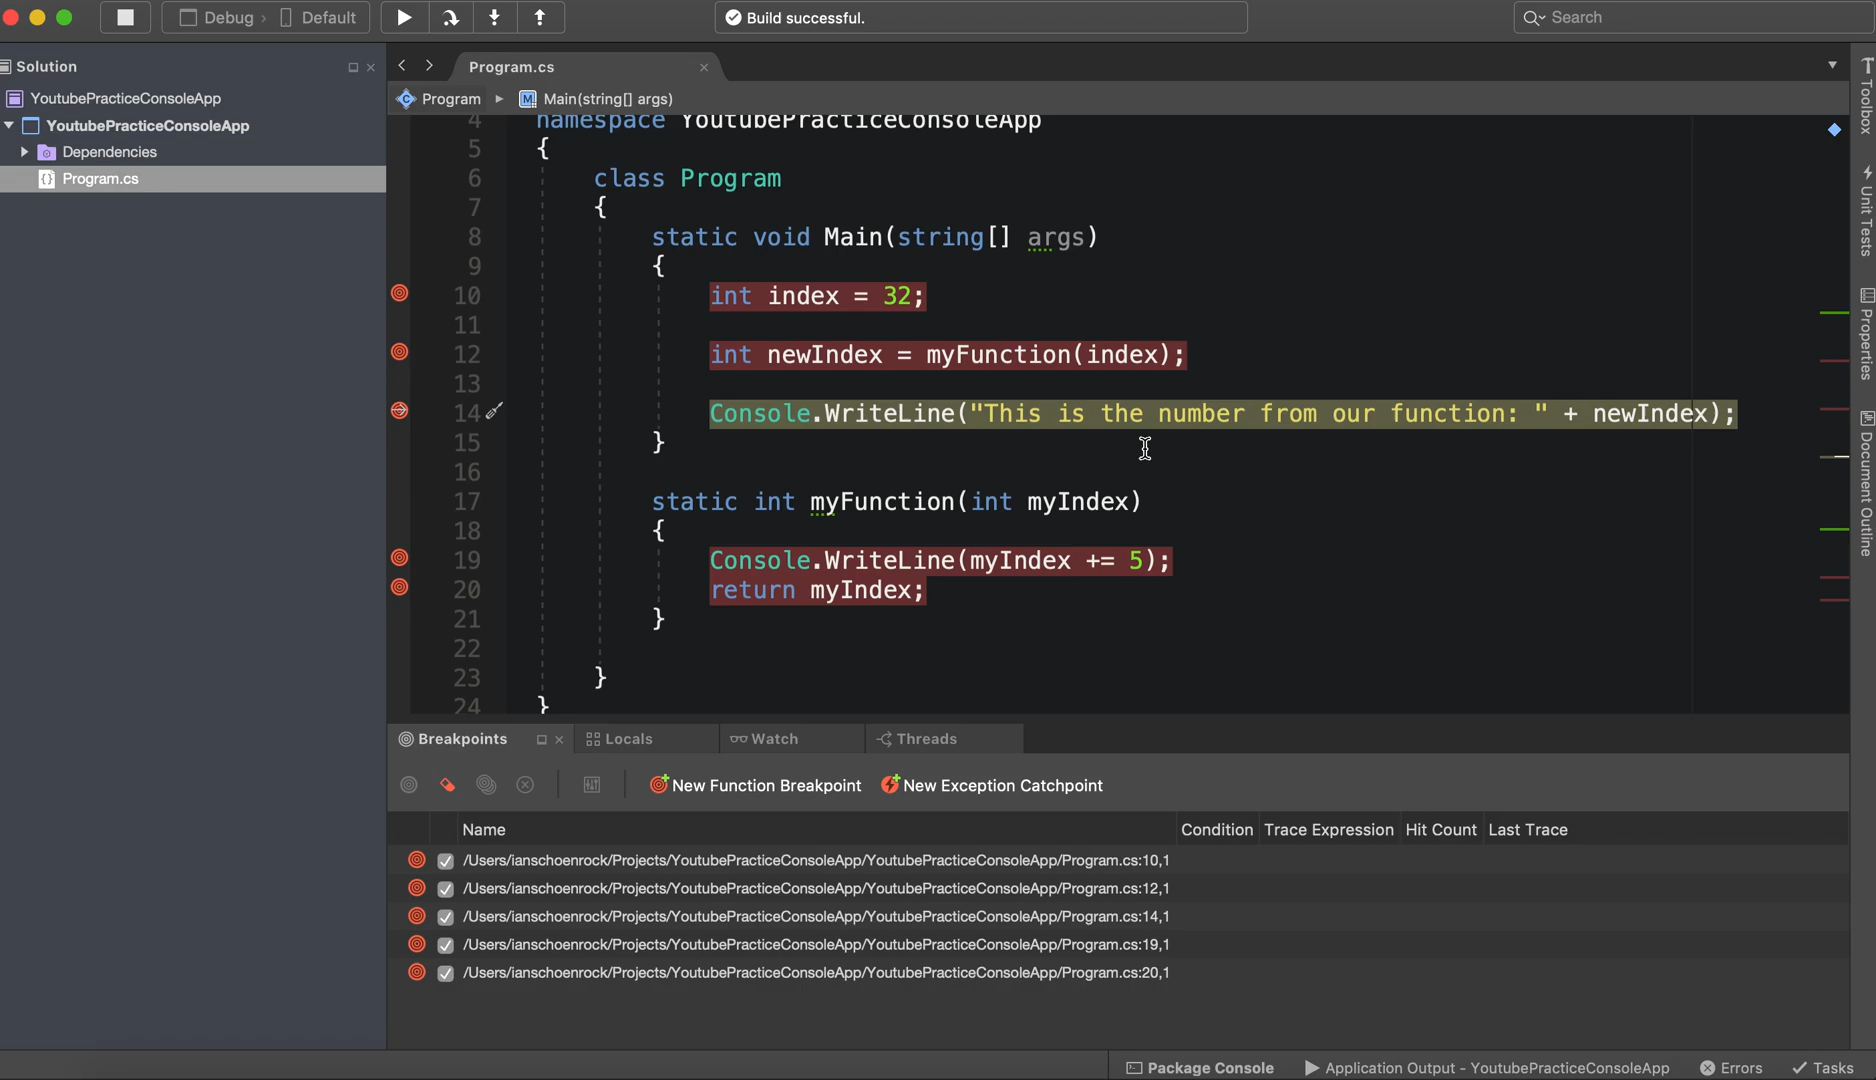 Debug › Default
Build successful.
Search
Solution
YoutubePracticeConsoleApp
YoutubePracticeConsoleApp
Dependencies
Program.cs
Program.cs
Program
Main(string[] args)
4 namespace YoutubePracticeConsoleApp
5 {
6 class Program
7 {
8 static void Main(string[] args)
9 {
10 int index = 32;
11
12 int newIndex = myFunction(index);
13
14 Console.WriteLine("This is the number from our function: " + newIndex);
15 }
16
17 static int myFunction(int myIndex)
18 {
19 Console.WriteLine(myIndex += 5);
20 return myIndex;
21 }
22
23 }
24 }
Toolbox
Unit Tests
Properties
Document Outline
Breakpoints
Locals
Watch
Threads
New Function Breakpoint
New Exception Catchpoint
Name Condition Trace Expression Hit Count Last Trace
/Users/ianschoenrock/Projects/YoutubePracticeConsoleApp/YoutubePracticeConsoleApp/Program.cs:10,1
/Users/ianschoenrock/Projects/YoutubePracticeConsoleApp/YoutubePracticeConsoleApp/Program.cs:12,1
/Users/ianschoenrock/Projects/YoutubePracticeConsoleApp/YoutubePracticeConsoleApp/Program.cs:14,1
/Users/ianschoenrock/Projects/YoutubePracticeConsoleApp/YoutubePracticeConsoleApp/Program.cs:19,1
/Users/ianschoenrock/Projects/YoutubePracticeConsoleApp/YoutubePracticeConsoleApp/Program.cs:20,1
Package Console
Application Output - YoutubePracticeConsoleApp
Errors
Tasks